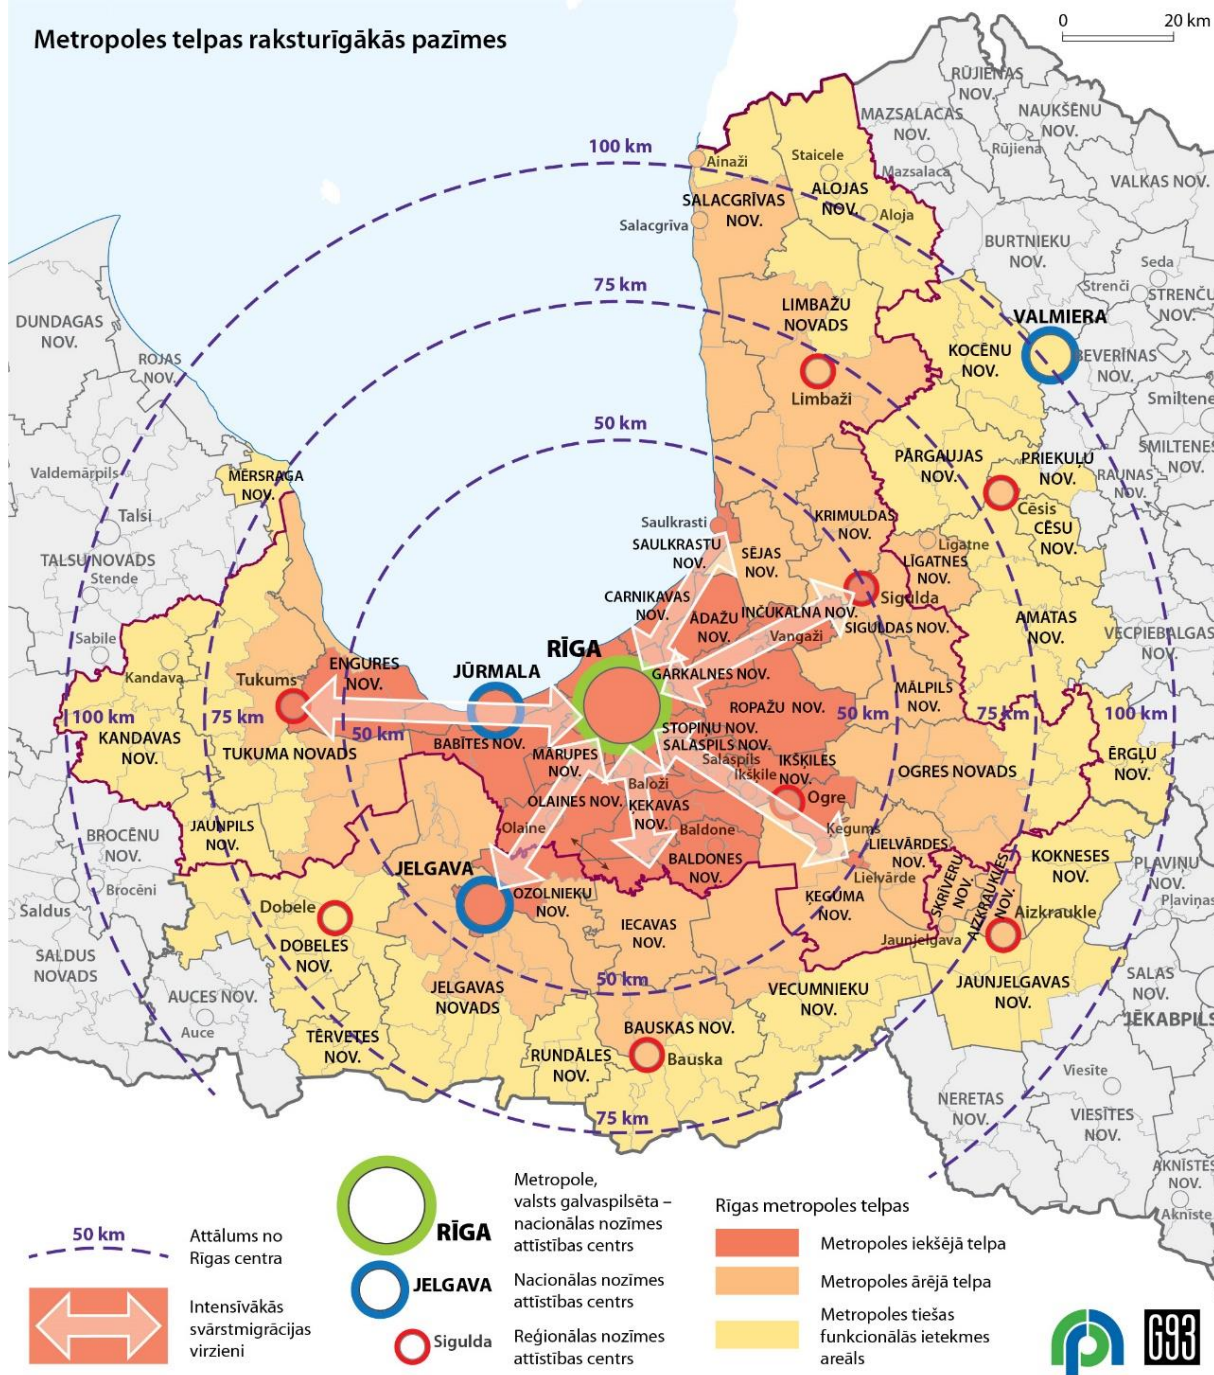 Metropoles telpas raksturīgākās pazīmes
0 20 km
RŪJIENAS
NOV.
MAZSALACAS
NOV.
NAUKŠĒNU
NOV.
Rūjiena
100 km
Ainaži
Staicele
Mazsalaca
VALKAS NOV.
SALACGRĪVAS
NOV.
ALOJAS
NOV.
Aloja
Salacgrīva
BURTNIEKU
NOV.
Seda
Strenči
STRENČU
NOV.
75 km
LIMBAŽU
NOVADS
VALMIERA
DUNDAGAS
NOV.
ROJAS
NOV.
KOCĒNU
NOV.
BEVERĪNAS
NOV.
Limbaži
Smiltene
50 km
SMILTENES
NOV.
Valdemārpils
MĒRSRAGA
NOV.
PĀRGAUJAS
NOV.
PRIEKUĻU
NOV.
RAUNAS
NOV.
Talsi
Cēsis
CĒSU
NOV.
Saulkrasti
SAULKRASTU
NOV.
KRIMULDAS
NOV.
TALSU NOVADS
Stende
SĒJAS
NOV.
Līgatne
LĪGATNES
NOV.
CARNIKAVAS
NOV.
ĀDAŽU
NOV.
INČUKALNA NOV.
Sigulda
SIGULDAS NOV.
Vangaži
AMATAS
NOV.
VECPIEBALGAS
NOV.
Sabile
Kandava
ENGURES
NOV.
JŪRMALA
RĪGA
GARKALNES NOV.
Tukums
MĀLPILS
NOV.
100 km
75 km
50 km
ROPAŽU NOV.
50 km
75 km
100 km
KANDAVAS
NOV.
TUKUMA NOVADS
BABĪTES NOV.
MĀRUPES
NOV.
STOPIŅU NOV.
SALASPILS NOV.
Salaspils
Ikšķile
IKŠĶILES
NOV.
OGRES NOVADS
ĒRGĻU
NOV.
Baloži
OLAINES NOV.
ĶEKAVAS
NOV.
Ogre
JAUNPILS
NOV.
BROCĒNU
NOV.
Olaine
Baldone
BALDONES
NOV.
Ķegums
LIELVĀRDES
NOV.
Lielvārde
KOKNESES
NOV.
PĻAVIŅU
NOV.
Pļaviņas
JELGAVA
OZOLNIEKU
NOV.
ĶEGUMA
NOV.
SKRĪVERU
NOV.
AIZKRAUKLES
NOV.
Aizkraukle
Brocēni
Saldus
Dobele
DOBELES
NOV.
IECAVAS
NOV.
Jaunjelgava
SALDUS
NOVADS
50 km
AUCES NOV.
Auce
JELGAVAS
NOVADS
VECUMNIEKU
NOV.
JAUNJELGAVAS
NOV.
SALAS
NOV.
JĒKABPILS
BAUSKAS NOV.
TĒRVETES
NOV.
RUNDĀLES
NOV.
Bauska
Viesīte
NERETAS
NOV.
VIESĪTES
NOV.
75 km
AKNĪSTES
NOV.
Aknīste
50 km
Attālums no
Rīgas centra
Intensīvākās
svārstmigrācijas
virzieni
RĪGA
Metropole,
valsts galvaspilsēta –
nacionālas nozīmes
attīstības centrs
JELGAVA
Nacionālas nozīmes
attīstības centrs
Sigulda
Reģionālas nozīmes
attīstības centrs
Rīgas metropoles telpas
Metropoles iekšējā telpa
Metropoles ārējā telpa
Metropoles tiešas
funkcionālās ietekmes
areāls
G93